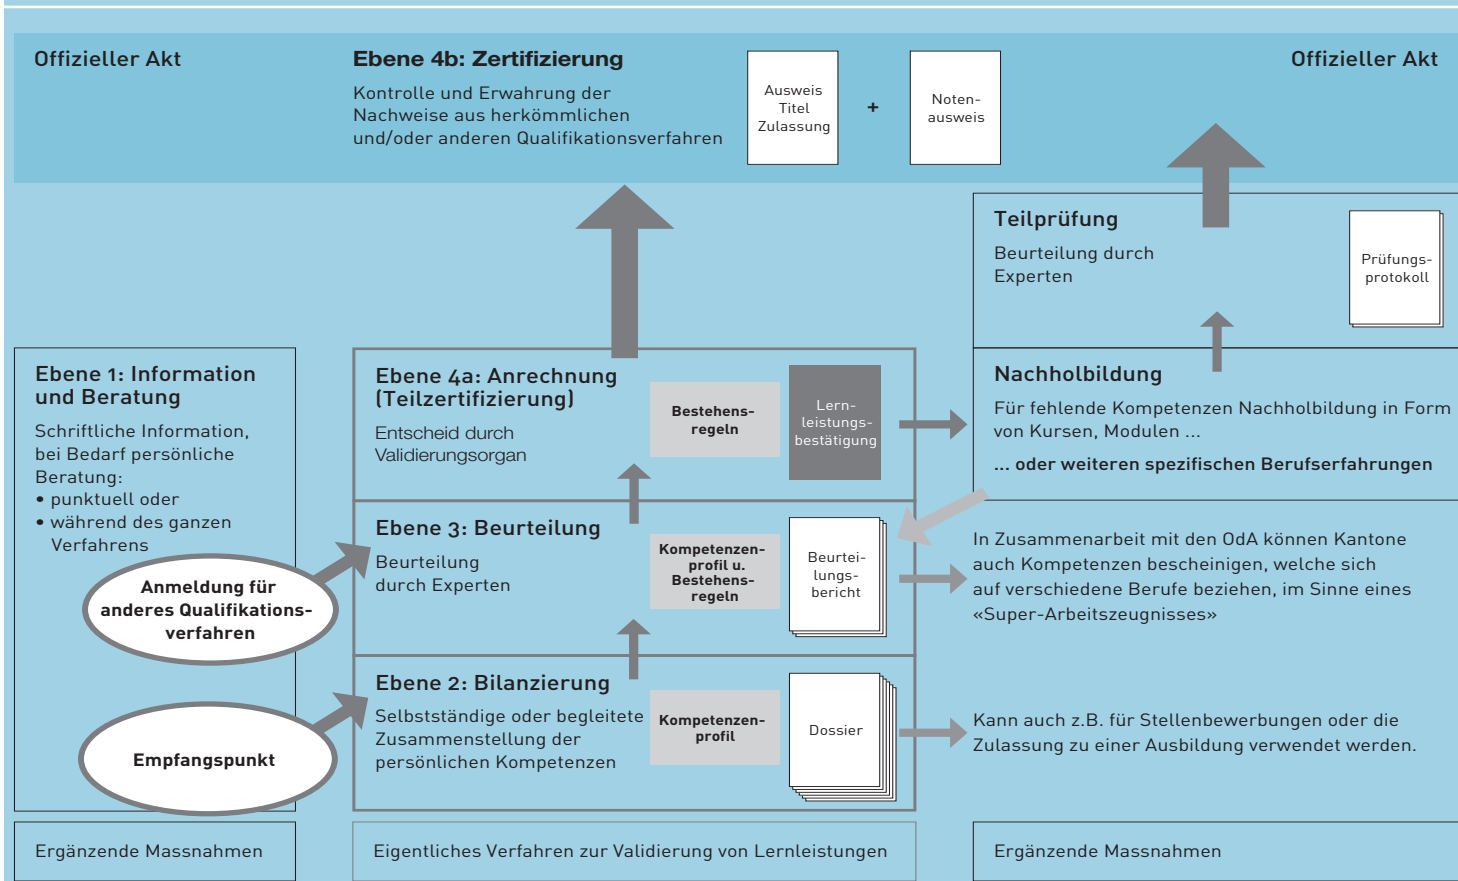 Offizieller Akt
Ebene 4b: Zertifizierung
Kontrolle und Erwahrung der
Nachweise aus herkömmlichen
und/oder anderen Qualifikationsverfahren
Ausweis
Titel
Zulassung
+
Noten-
ausweis
Offizieller Akt
Teilprüfung
Beurteilung durch
Experten
Prüfungs-
protokoll
Ebene 1: Information
und Beratung
Schriftliche Information,
bei Bedarf persönliche
Beratung:
• punktuell oder
• während des ganzen
Verfahrens
Anmeldung für
anderes Qualifikations-
verfahren
Empfangspunkt
Ebene 4a: Anrechnung
(Teilzertifizierung)
Entscheid durch
Validierungsorgan
Bestehens-
regeln
Lern-
leistungs-
bestätigung
Nachholbildung
Für fehlende Kompetenzen Nachholbildung in Form
von Kursen, Modulen ...
... oder weiteren spezifischen Berufserfahrungen
Ebene 3: Beurteilung
Beurteilung
durch Experten
Kompetenzen-
profil u.
Bestehens-
regeln
Beurtei-
lungs-
bericht
In Zusammenarbeit mit den OdA können Kantone
auch Kompetenzen bescheinigen, welche sich
auf verschiedene Berufe beziehen, im Sinne eines
«Super-Arbeitszeugnisses»
Ebene 2: Bilanzierung
Selbstständige oder begleitete
Zusammenstellung der
persönlichen Kompetenzen
Kompetenzen-
profil
Dossier
Kann auch z.B. für Stellenbewerbungen oder die
Zulassung zu einer Ausbildung verwendet werden.
Ergänzende Massnahmen
Eigentliches Verfahren zur Validierung von Lernleistungen
Ergänzende Massnahmen